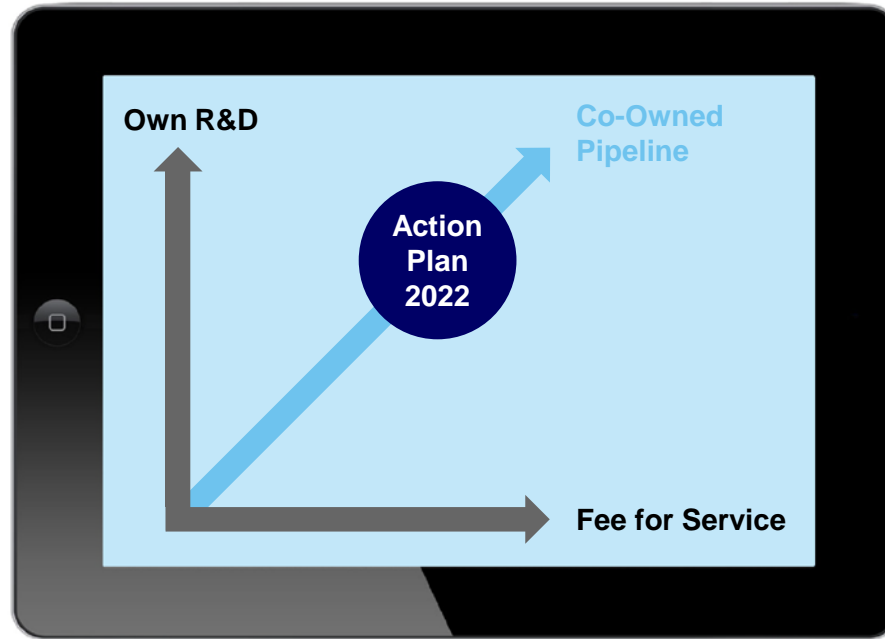 Own R&D
Co-Owned
Pipeline
Action
Plan
2022
Fee for Service